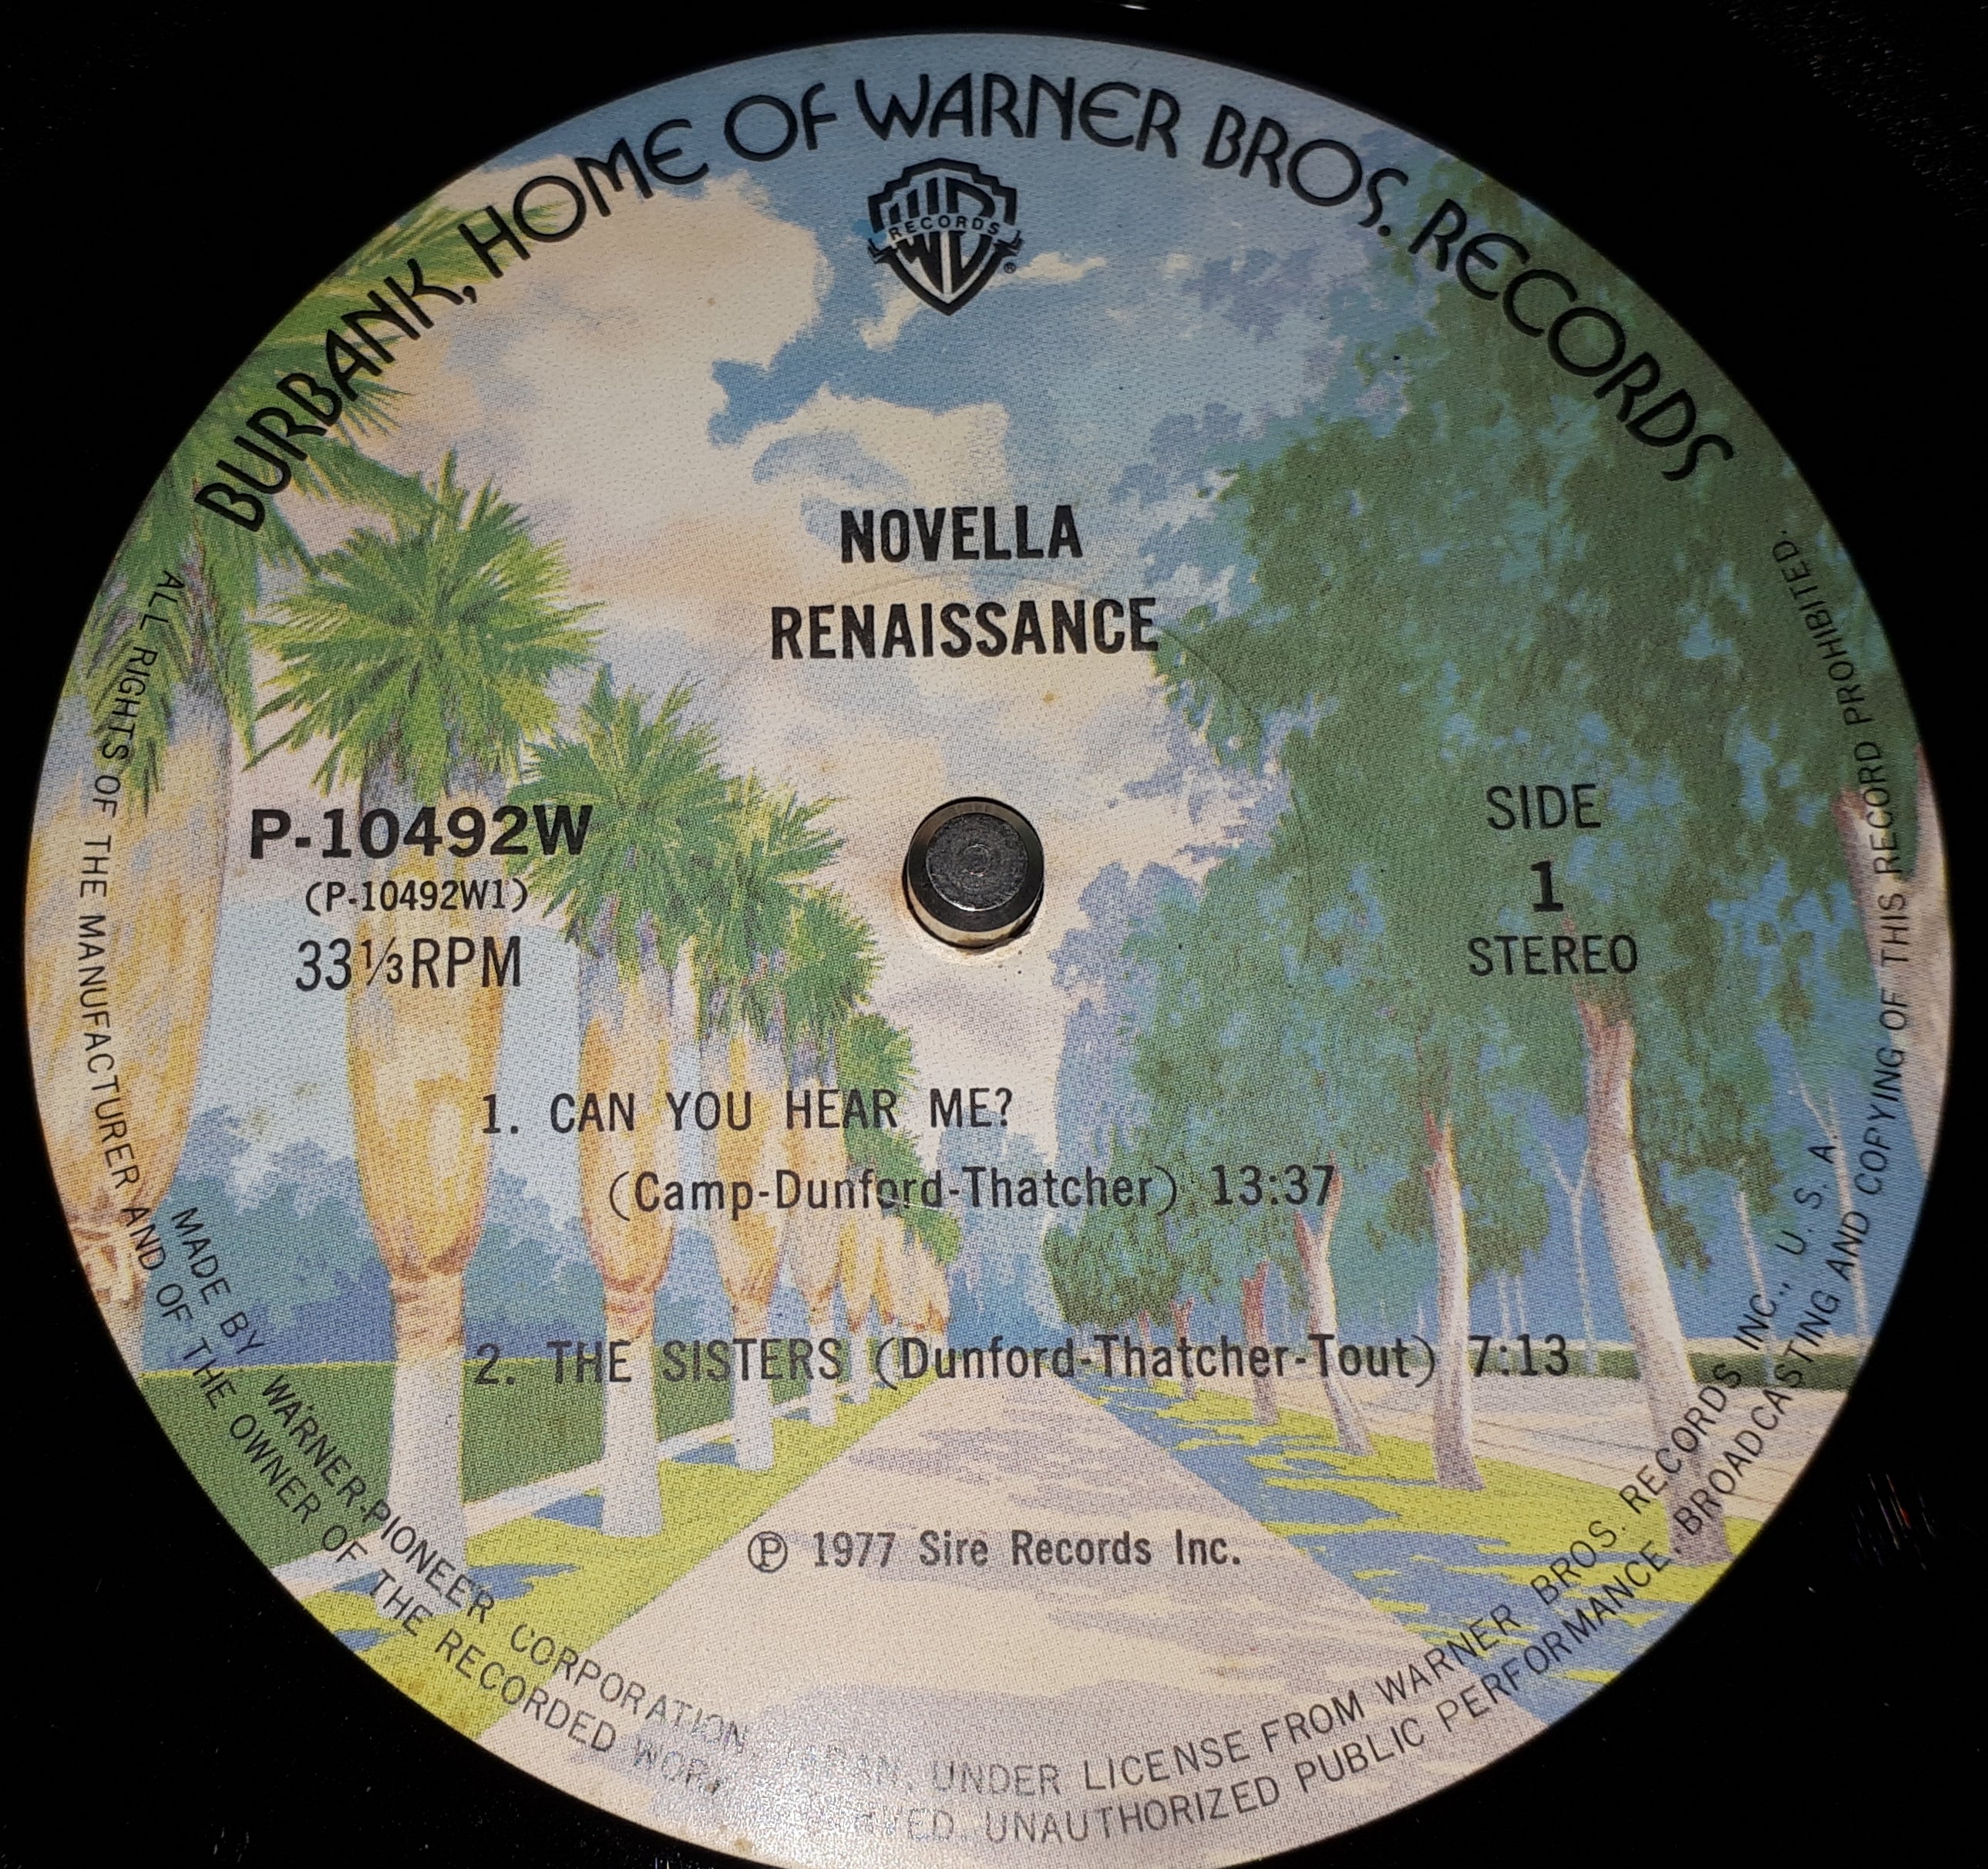 BURBANK, HOME OF WARNER BROS. RECORDS
RECORDS
NOVELLA
RENAISSANCE
P-10492W
(P-10492W1)
33⅓RPM
SIDE
1
STEREO
1. CAN YOU HEAR ME?
(Camp-Dunford-Thatcher) 13:37
2. THE SISTERS (Dunford-Thatcher-Tout) 7:13
Ⓟ 1977 Sire Records Inc.
MADE BY WARNER-PIONEER CORPORATION, JAPAN, UNDER LICENSE FROM WARNER BROS. RECORDS INC., U. S. A.
ALL RIGHTS OF THE MANUFACTURER AND OF THE OWNER OF THE RECORDED WORK UNAUTHORIZED PUBLIC PERFORMANCE, BROADCASTING AND COPYING OF THIS RECORD PROHIBITED.